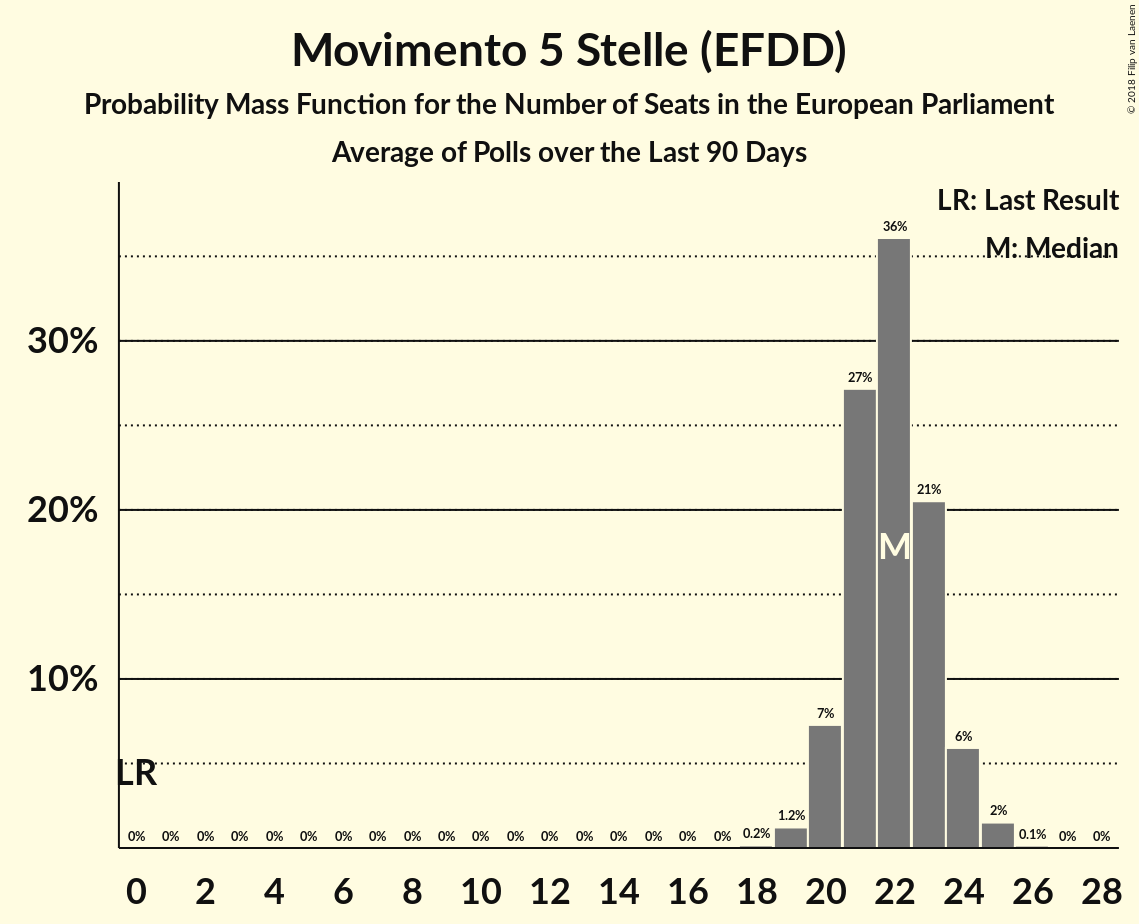 Movimento 5 Stelle (EFDD)
Probability Mass Function for the Number of Seats in the European Parliament
Average of Polls over the Last 90 Days
© 2018 Filip van Laenen
LR: Last Result
M: Median
36%
30%
27%
20%
21%
M
10%
7%
6%
LR
0% 0% 0% 0% 0% 0% 0% 0% 0% 0% 0% 0% 0% 0% 0% 0% 0% 0% 0.2% 1.2% 2% 0.1% 0% 0%
0 2 4 6 8 10 12 14 16 18 20 22 24 26 28